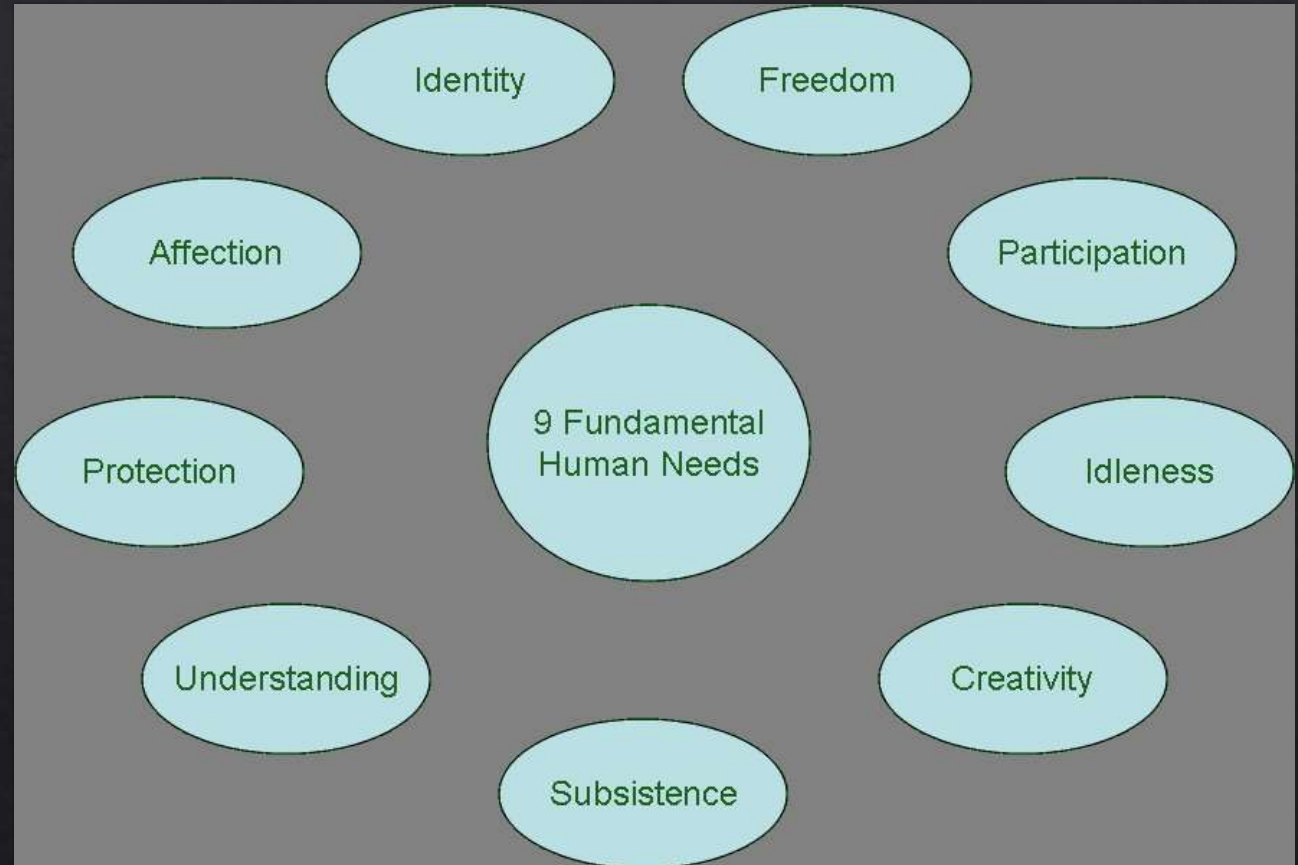 Identity
Freedom
Affection
Participation
9 Fundamental
Human Needs
Protection
Idleness
Understanding
Creativity
Subsistence